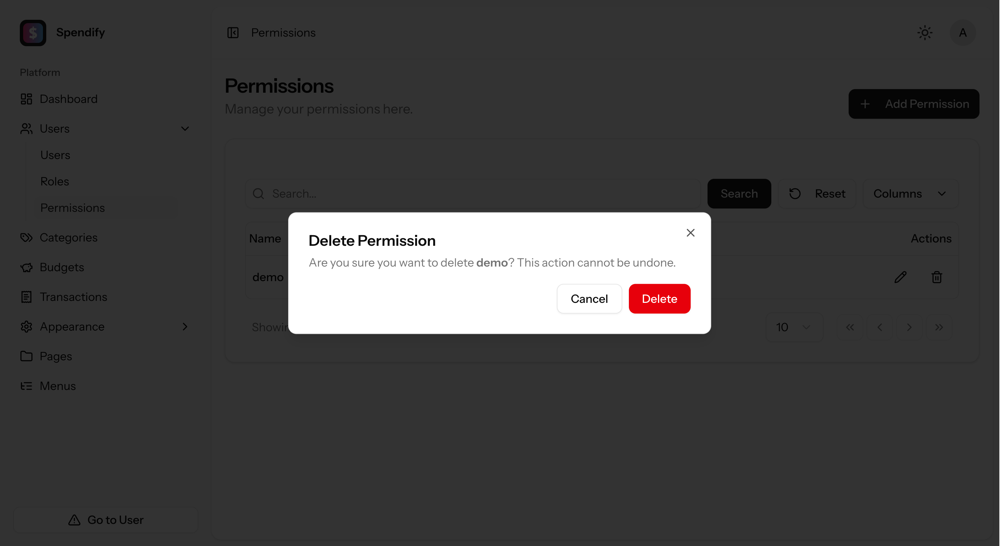 Spendify
Platform
Dashboard
Users
Users
Roles
Permissions
Categories
Budgets
Transactions
Appearance
Pages
Menus
Go to User
Permissions
A
Permissions
Manage your permissions here.
Add Permission
Search...
Search
Reset
Columns
Name
Actions
demo
Delete Permission
Are you sure you want to delete demo? This action cannot be undone.
Cancel
Delete
10